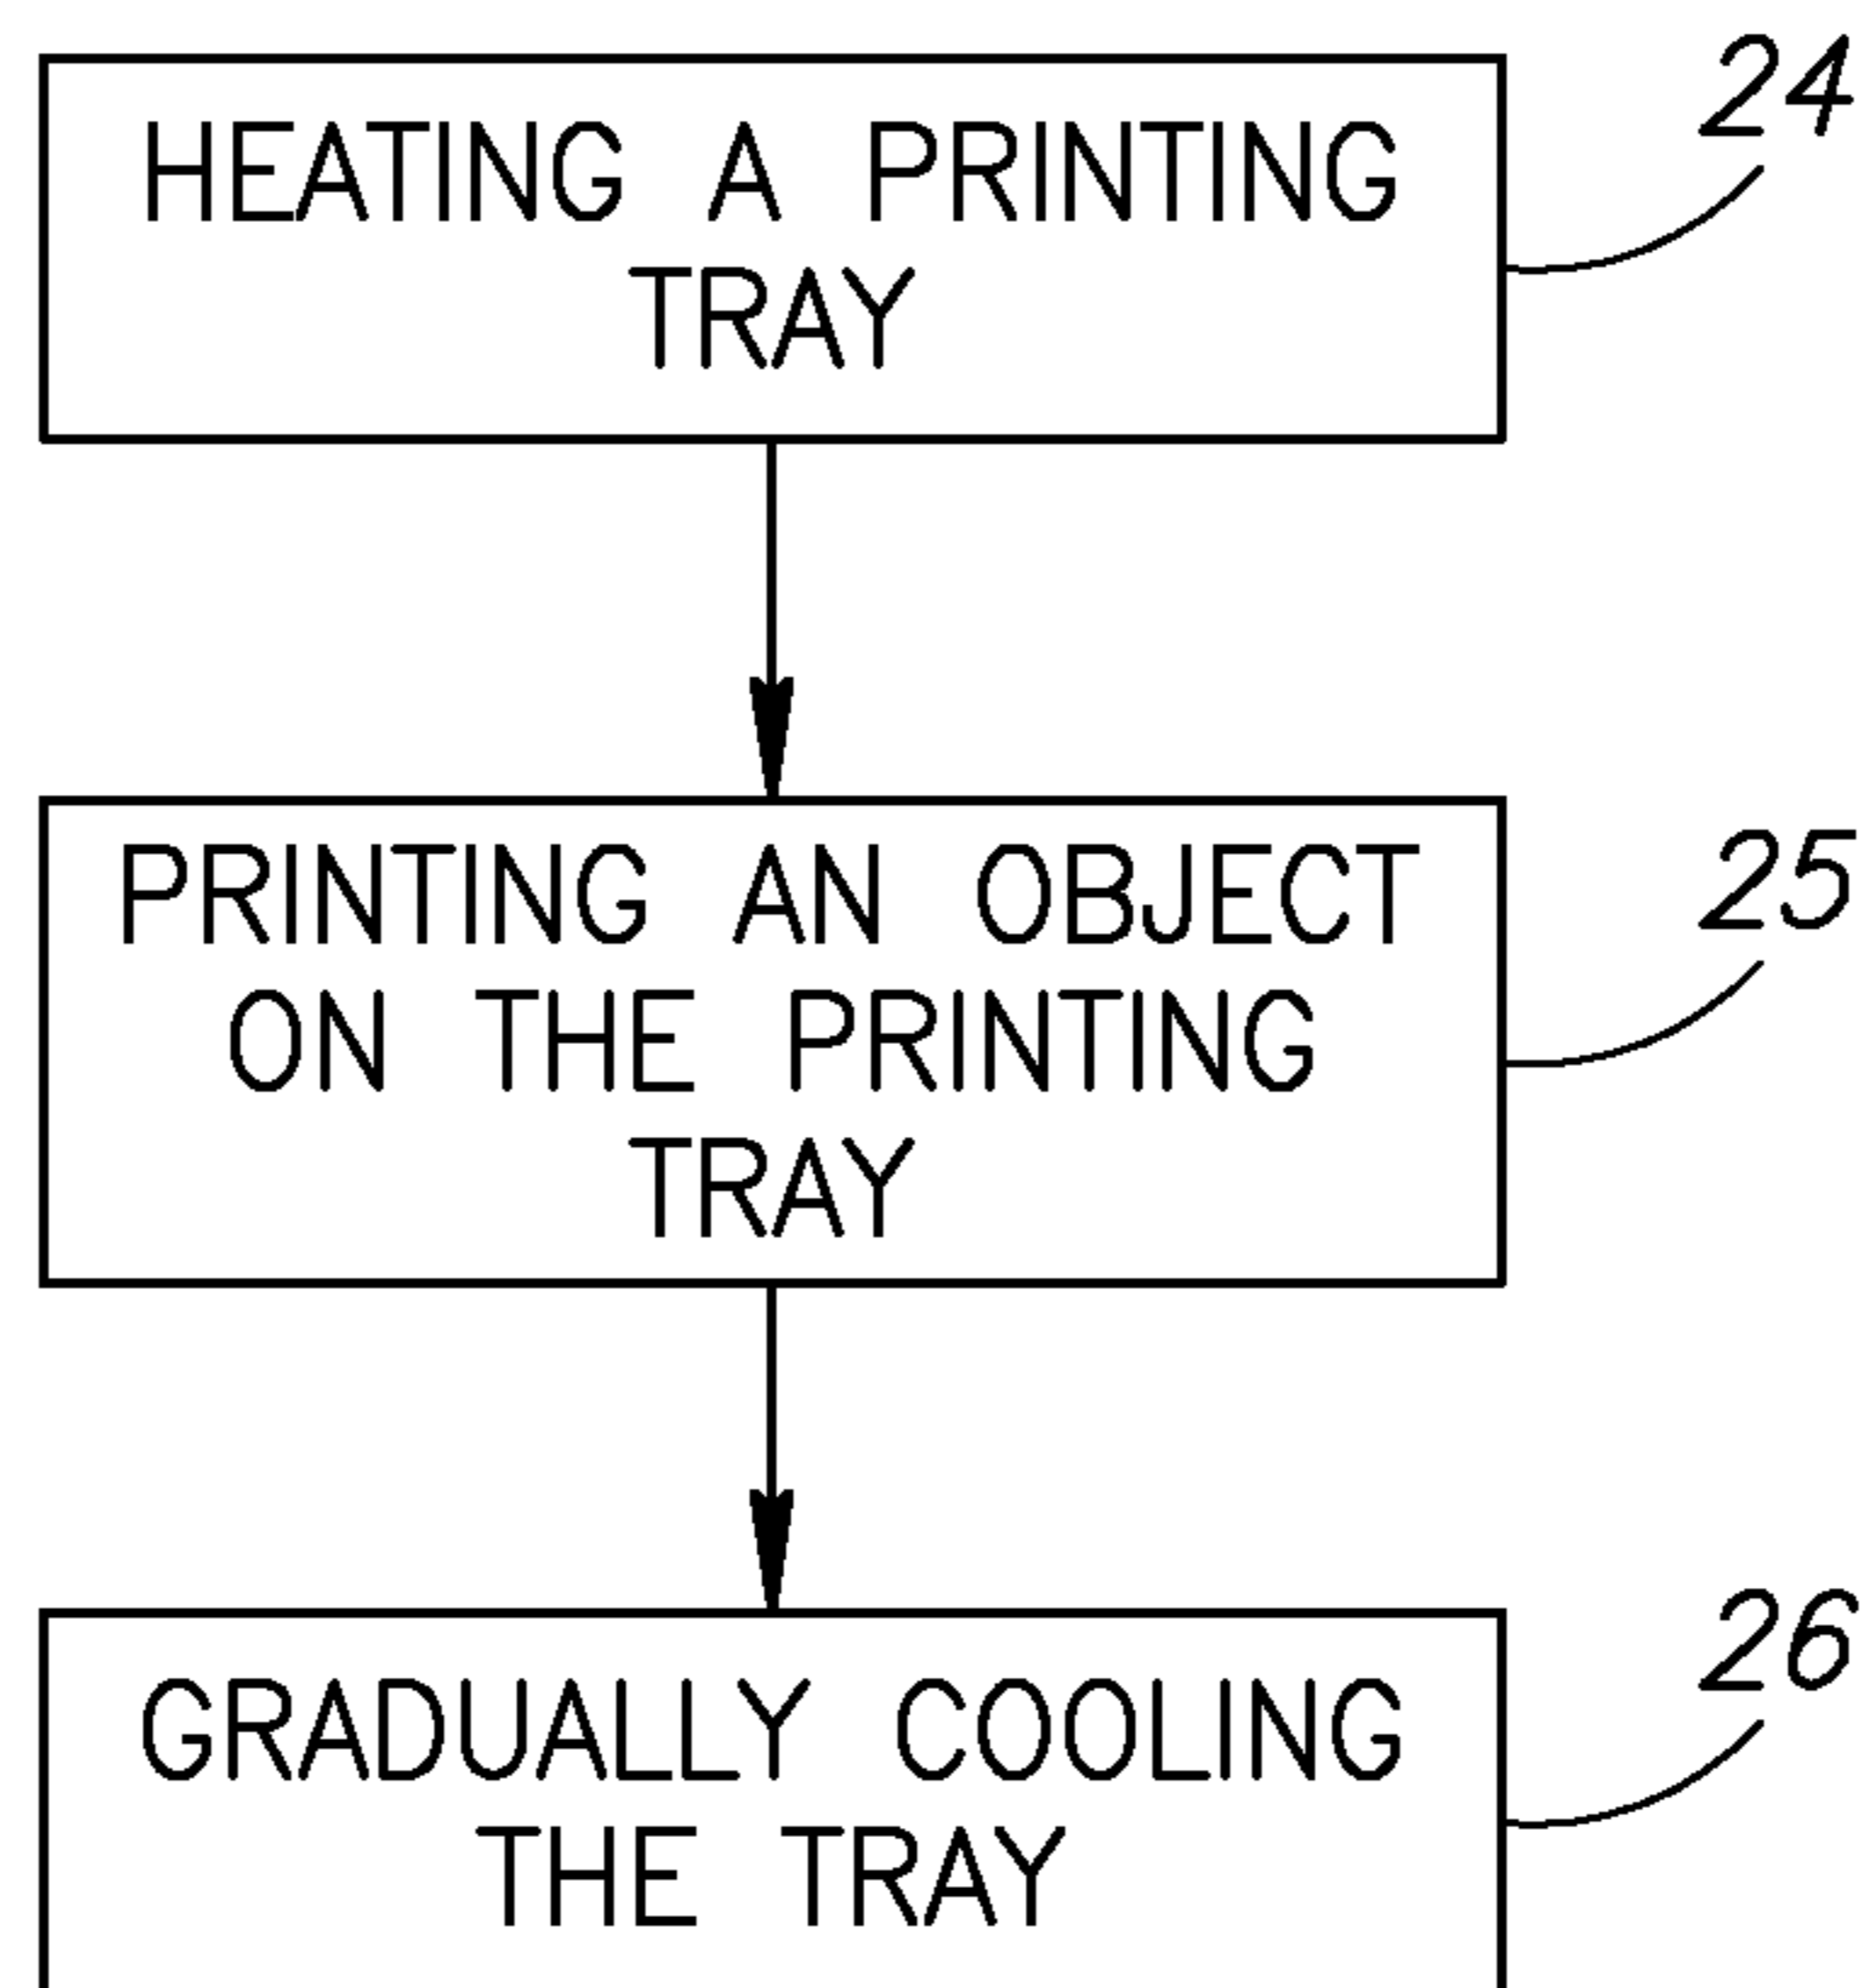 24
HEATING A PRINTING
TRAY
25
PRINTING AN OBJECT
ON THE PRINTING
TRAY
26
GRADUALLY COOLING
THE TRAY